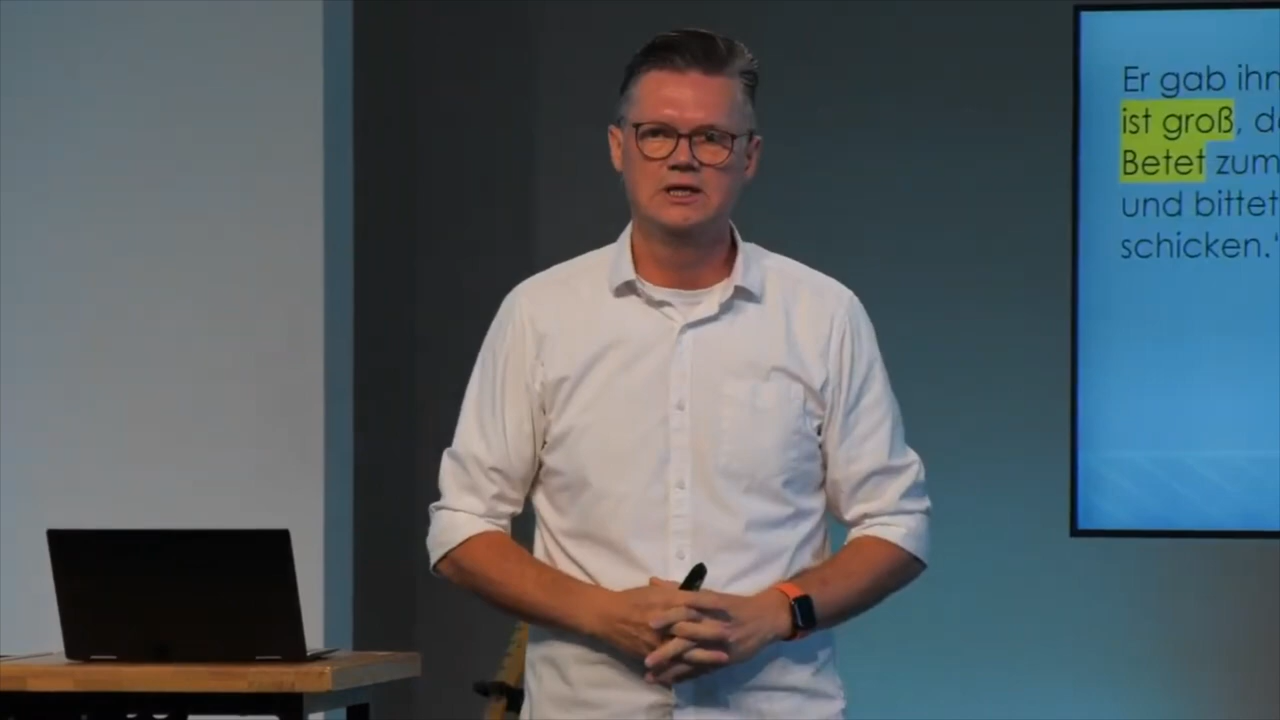 Er gab ihn
ist groß, d
Betet zum
und bittet
schicken."